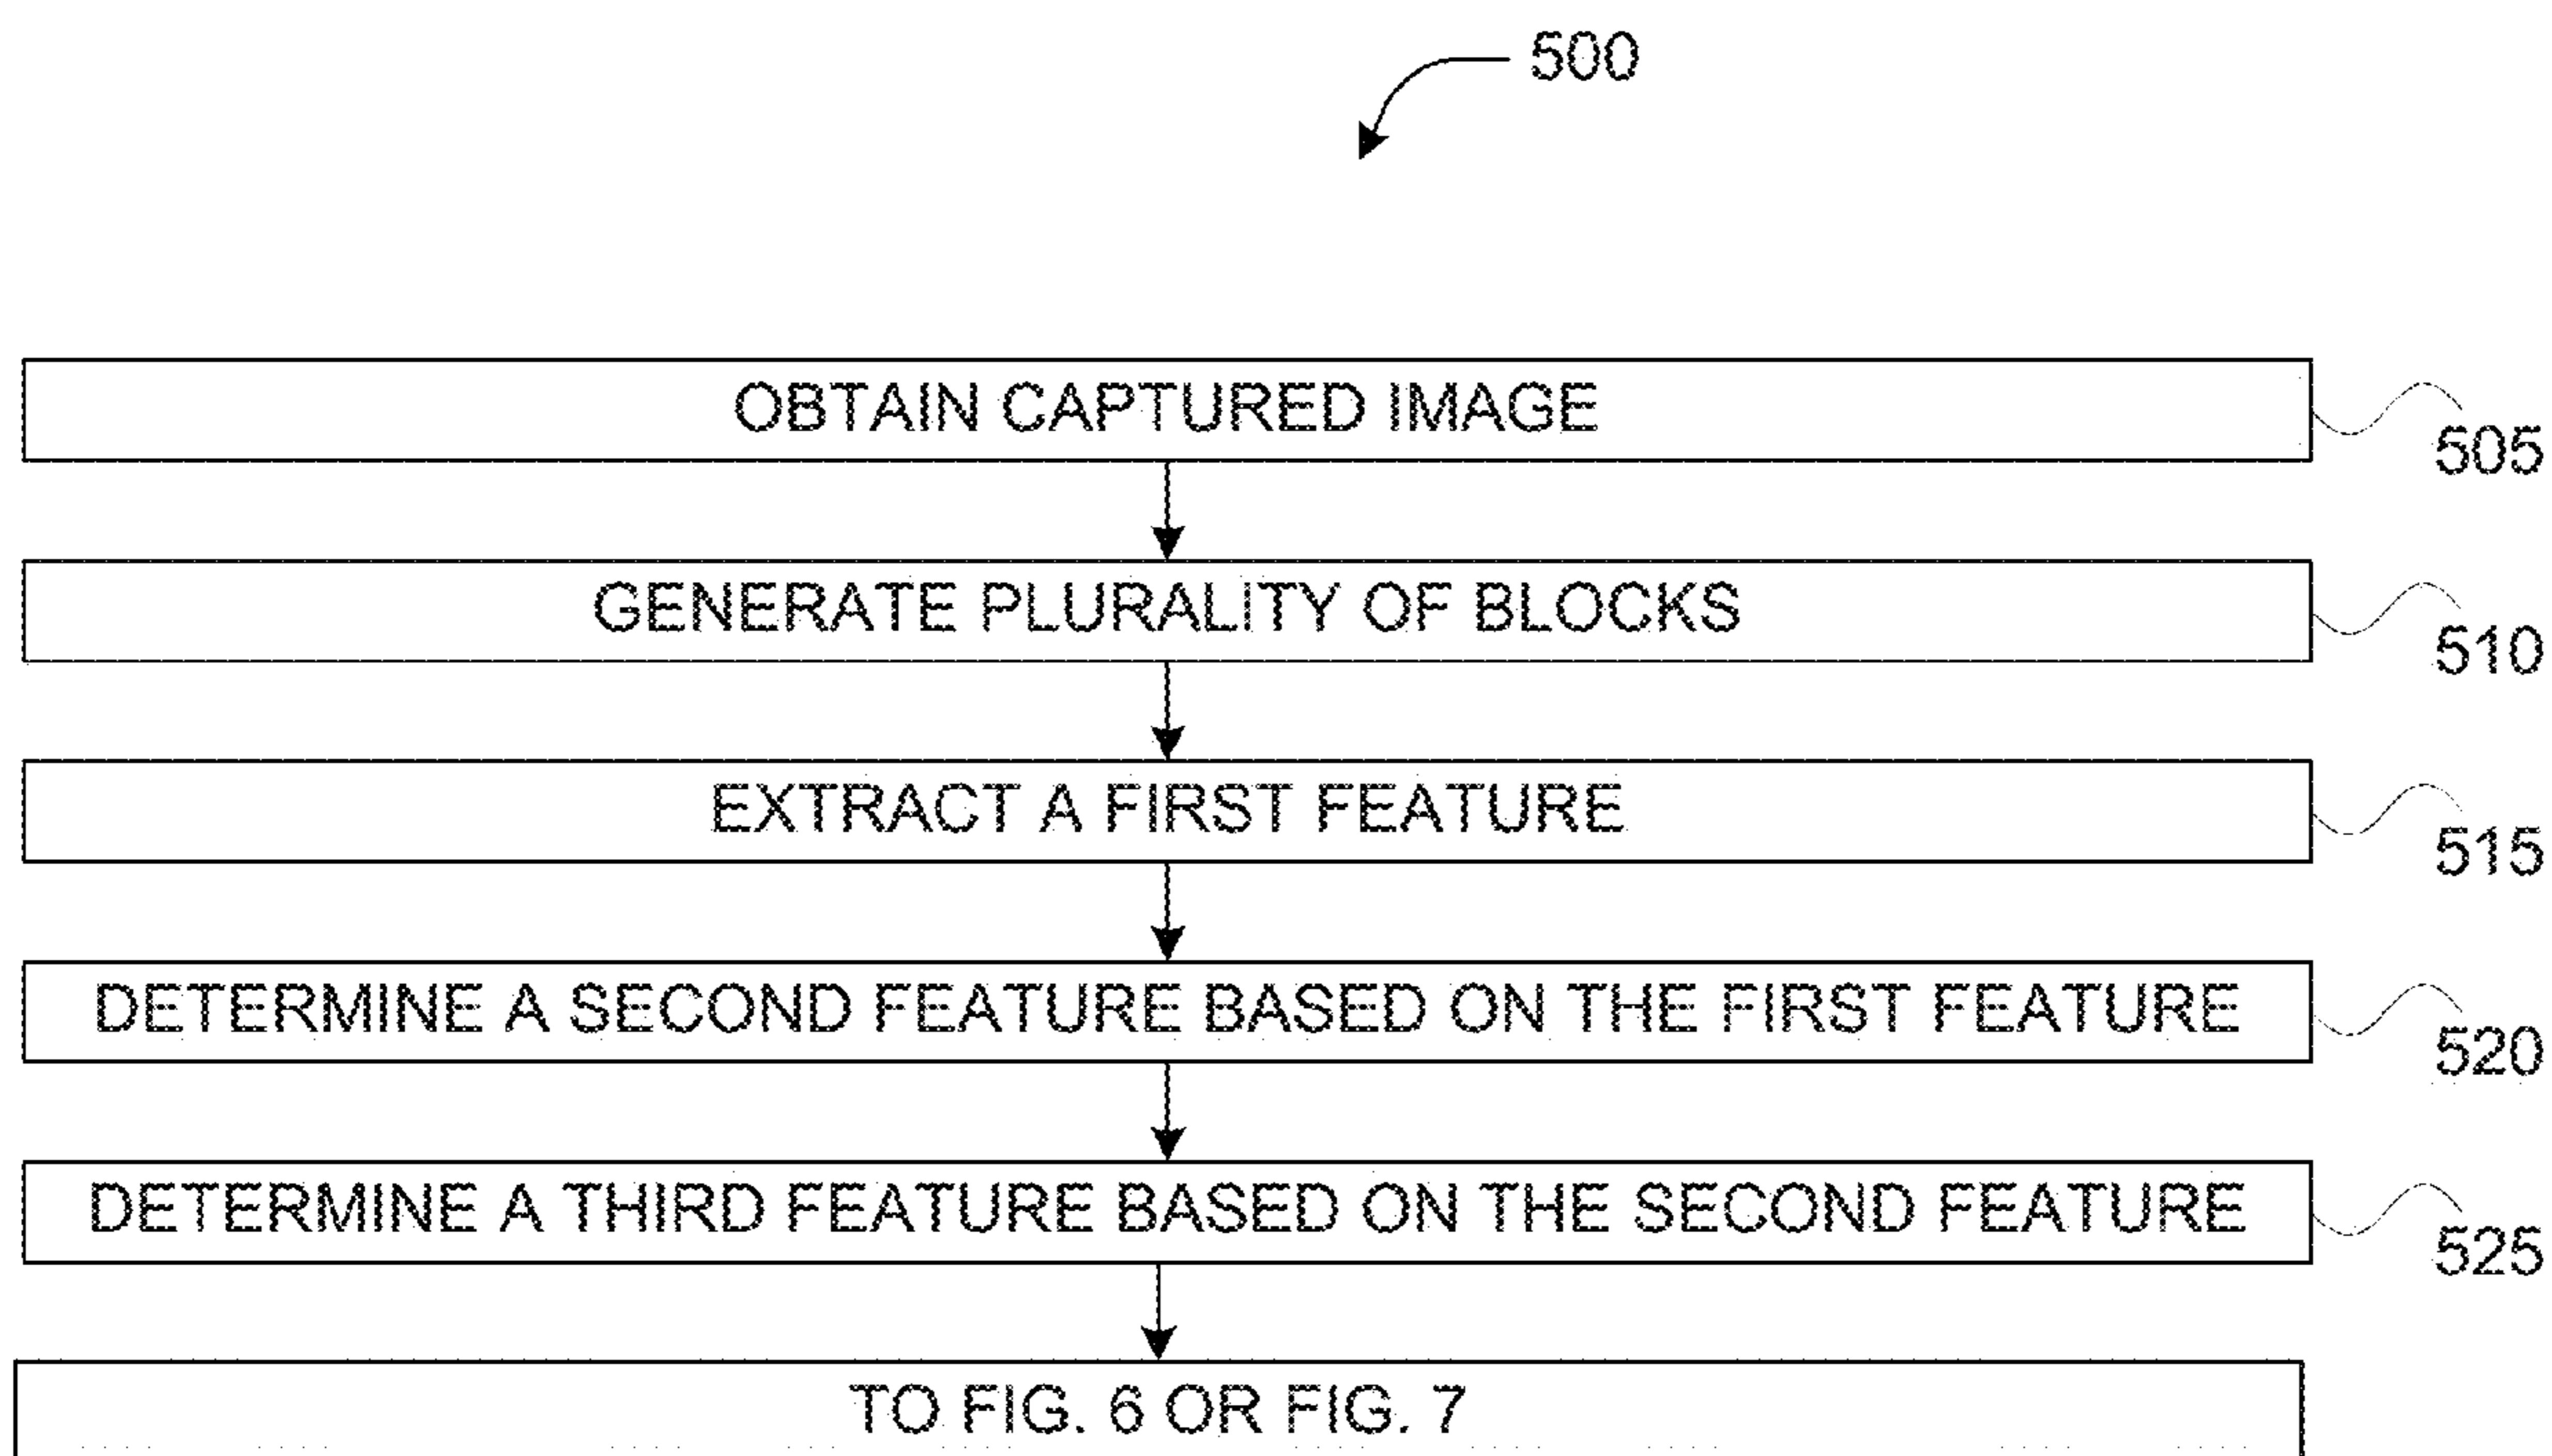 500
OBTAIN CAPTURED IMAGE
505
GENERATE PLURALITY OF BLOCKS
510
EXTRACT A FIRST FEATURE
515
DETERMINE A SECOND FEATURE BASED ON THE FIRST FEATURE
520
DETERMINE A THIRD FEATURE BASED ON THE SECOND FEATURE
525
TO FIG. 6 OR FIG. 7